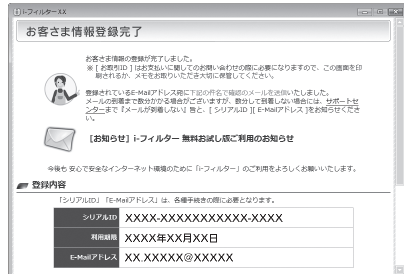 i-フィルター XX
お客さま情報登録完了
お客さま情報の登録が完了しました。
※ [ お取引ID ] はお支払いに関してのお問い合わせの際に必要になりますので、この画面を印
刷されるか、メモをお取りいただき大切に保管してください。
登録されているE-Mailアドレス宛に下記の件名で確認のメールを送信いたしました。
メールの到着まで数分かかる場合がございますが、数分して到着しない場合には、サポートセ
ンターまで『メールが到着しない』旨と、[ シリアルID ][ E-Mailアドレス ]をお知らせくださ
い。
[お知らせ] i-フィルター 無料お試し版ご利用のお知らせ
今後も 安心で安全なインターネット環境のために「i-フィルター」のご利用をよろしくお願いいたします。
登録内容
「シリアルID」「E-Mailアドレス」は、各種手続きの際に必要となります。
シリアルID XXXX-XXXXXXXXXXX-XXXX
利用期限 XXXX年XX月XX日
E-Mailアドレス XX.XXXXX@XXXXX